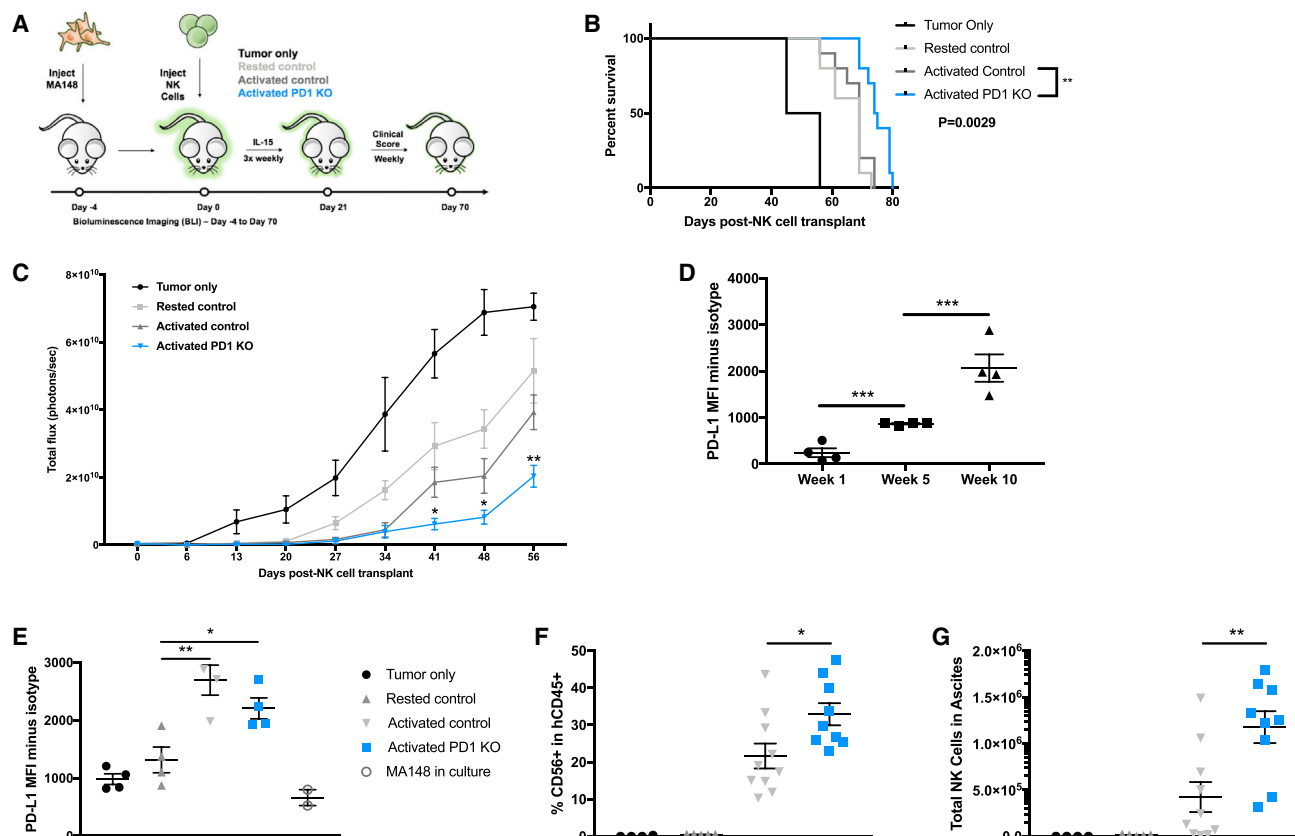 A
Inject
MA148
Inject
NK
Cells
Tumor only
Rested control
Activated control
Activated PD1 KO
IL-15
3x weekly
Clinical
Score
Weekly
Day -4
Day 0
Day 21
Day 70
Bioluminescence Imaging (BLI) – Day -4 to Day 70
B
Percent survival
100
50
0
0
20
40
60
80
Days post-NK cell transplant
Tumor Only
Rested control
Activated Control
Activated PD1 KO
**
P=0.0029
C
Total flux (photons/sec)
8×10¹⁰
6×10¹⁰
4×10¹⁰
2×10¹⁰
0
Tumor only
Rested control
Activated control
Activated PD1 KO
*
*
**
0
6
13
20
27
34
41
48
56
Days post-NK cell transplant
D
PD-L1 MFI minus isotype
4000
3000
2000
1000
0
***
***
Week 1
Week 5
Week 10
E
PD-L1 MFI minus isotype
3000
2000
1000
0
*
**
Tumor only
Rested control
Activated control
Activated PD1 KO
MA148 in culture
F
% CD56+ in hCD45+
50
40
30
20
10
0
*
G
Total NK Cells in Ascites
2.0×10⁶
1.5×10⁶
1.0×10⁶
5.0×10⁵
0
**